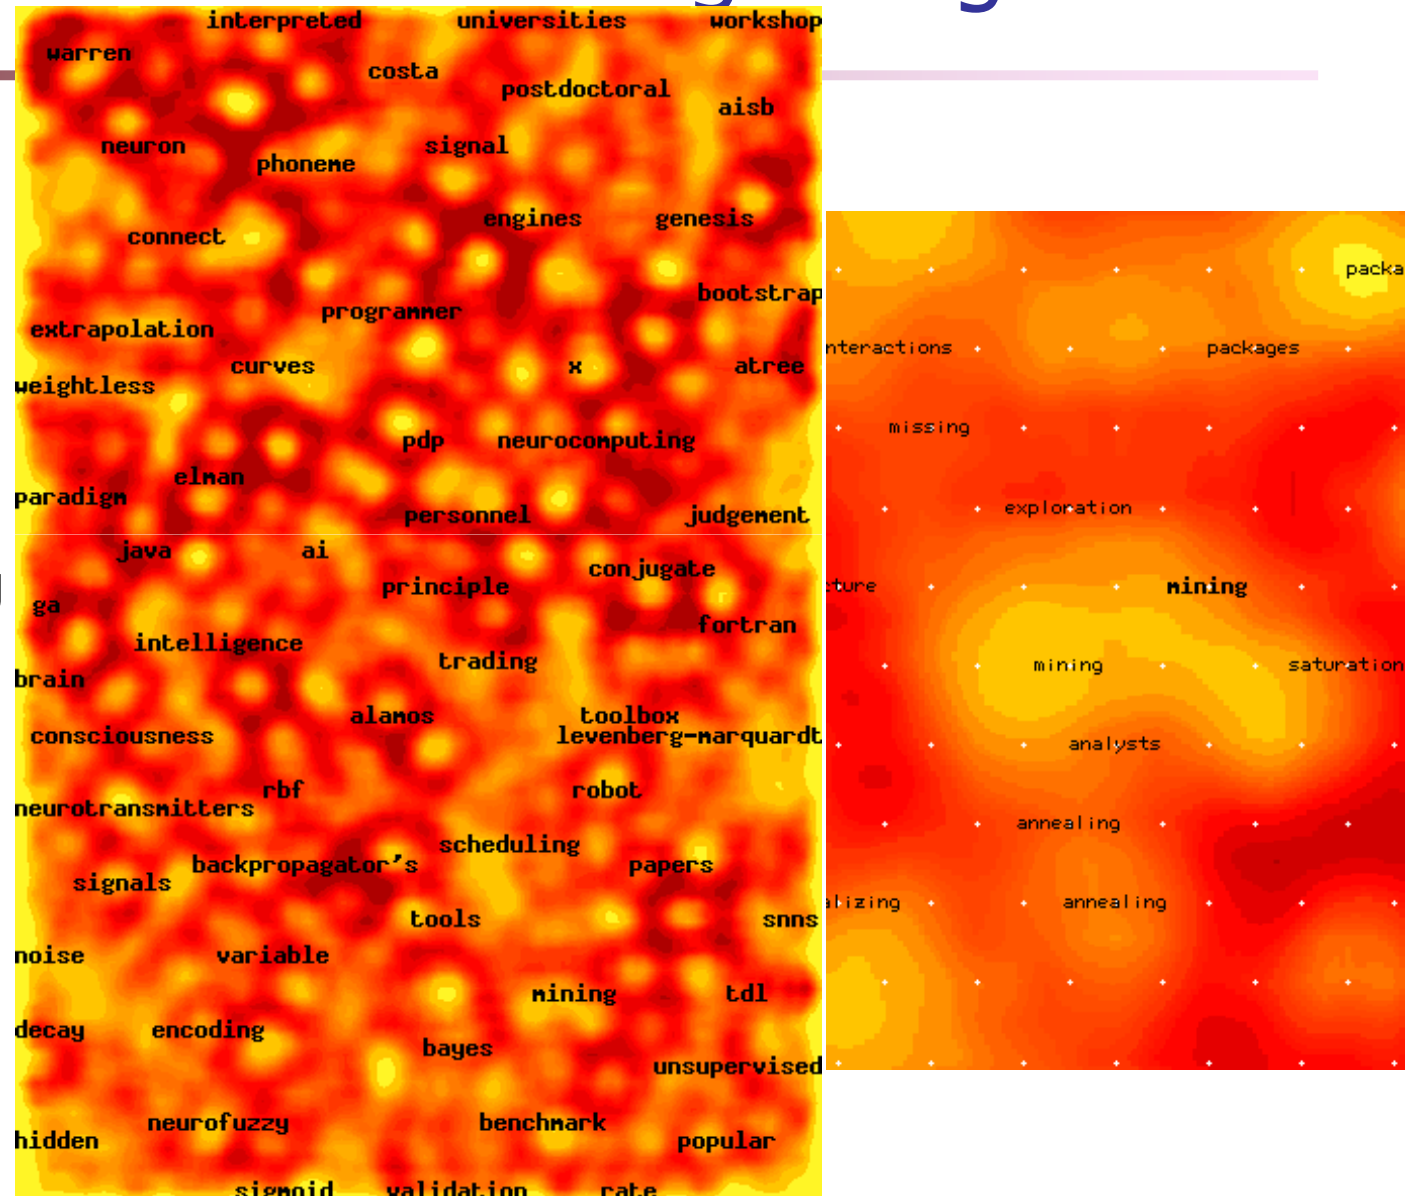 interpreted universities workshop
warren
costa
postdoctoral
aisb
neuron signal
phoneme
engines genesis
connect
bootstrap
programmer
extrapolation
curves x atree
weightless
pdp neurocomputing
elman
paradigm
personnel judgement
java ai
conjugate
principle
ga
fortran
intelligence
trading
brain
alamos toolbox
consciousness levenberg-marquardt
rbf robot
neurotransmitters
scheduling
backpropagator's papers
signals
tools snns
noise variable
mining tdl
decay encoding
bayes
unsupervised
neurofuzzy benchmark
hidden popular
sigmoid validation rate
packa
nteractions packages
missing
exploration
cture mining
mining saturation
analysts
annealing
alizing annealing